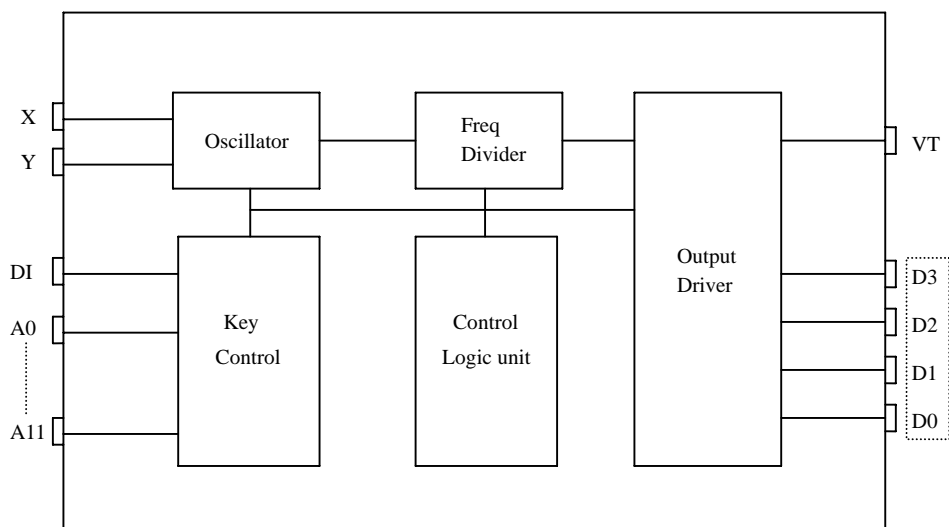 X
Y
DI
A0
A11
Oscillator
Freq
Divider
Key
Control
Control
Logic unit
Output
Driver
VT
D3
D2
D1
D0